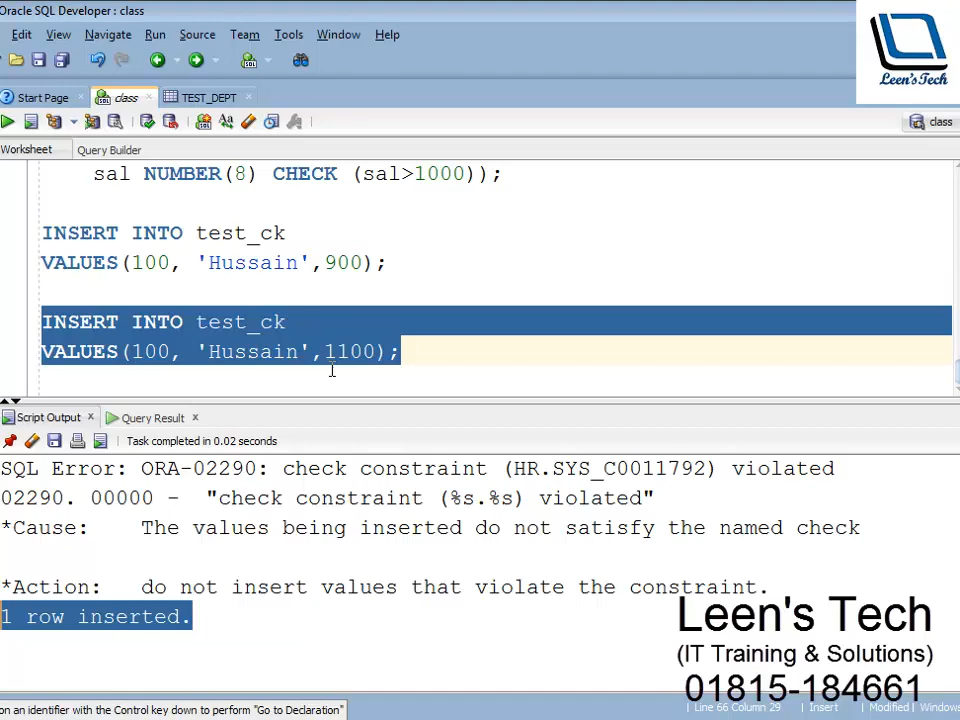 Oracle SQL Developer : class
Edit View Navigate Run Source Team Tools Window Help
Leen'sTech
Start Page class TEST_DEPT
class
Worksheet Query Builder
sal NUMBER(8) CHECK (sal>1000));
INSERT INTO test_ck
VALUES(100, 'Hussain',900);
INSERT INTO test_ck
VALUES(100, 'Hussain',1100);
Script Output Query Result
Task completed in 0.02 seconds
SQL Error: ORA-02290: check constraint (HR.SYS_C0011792) violated
02290. 00000 - "check constraint (%s.%s) violated"
*Cause: The values being inserted do not satisfy the named check
*Action: do not insert values that violate the constraint.
1 row inserted.
Leen's Tech
(IT Training & Solutions)
01815-184661
on an identifier with the Control key down to perform "Go to Declaration"
Line 66 Column 29 Insert Modified Windows